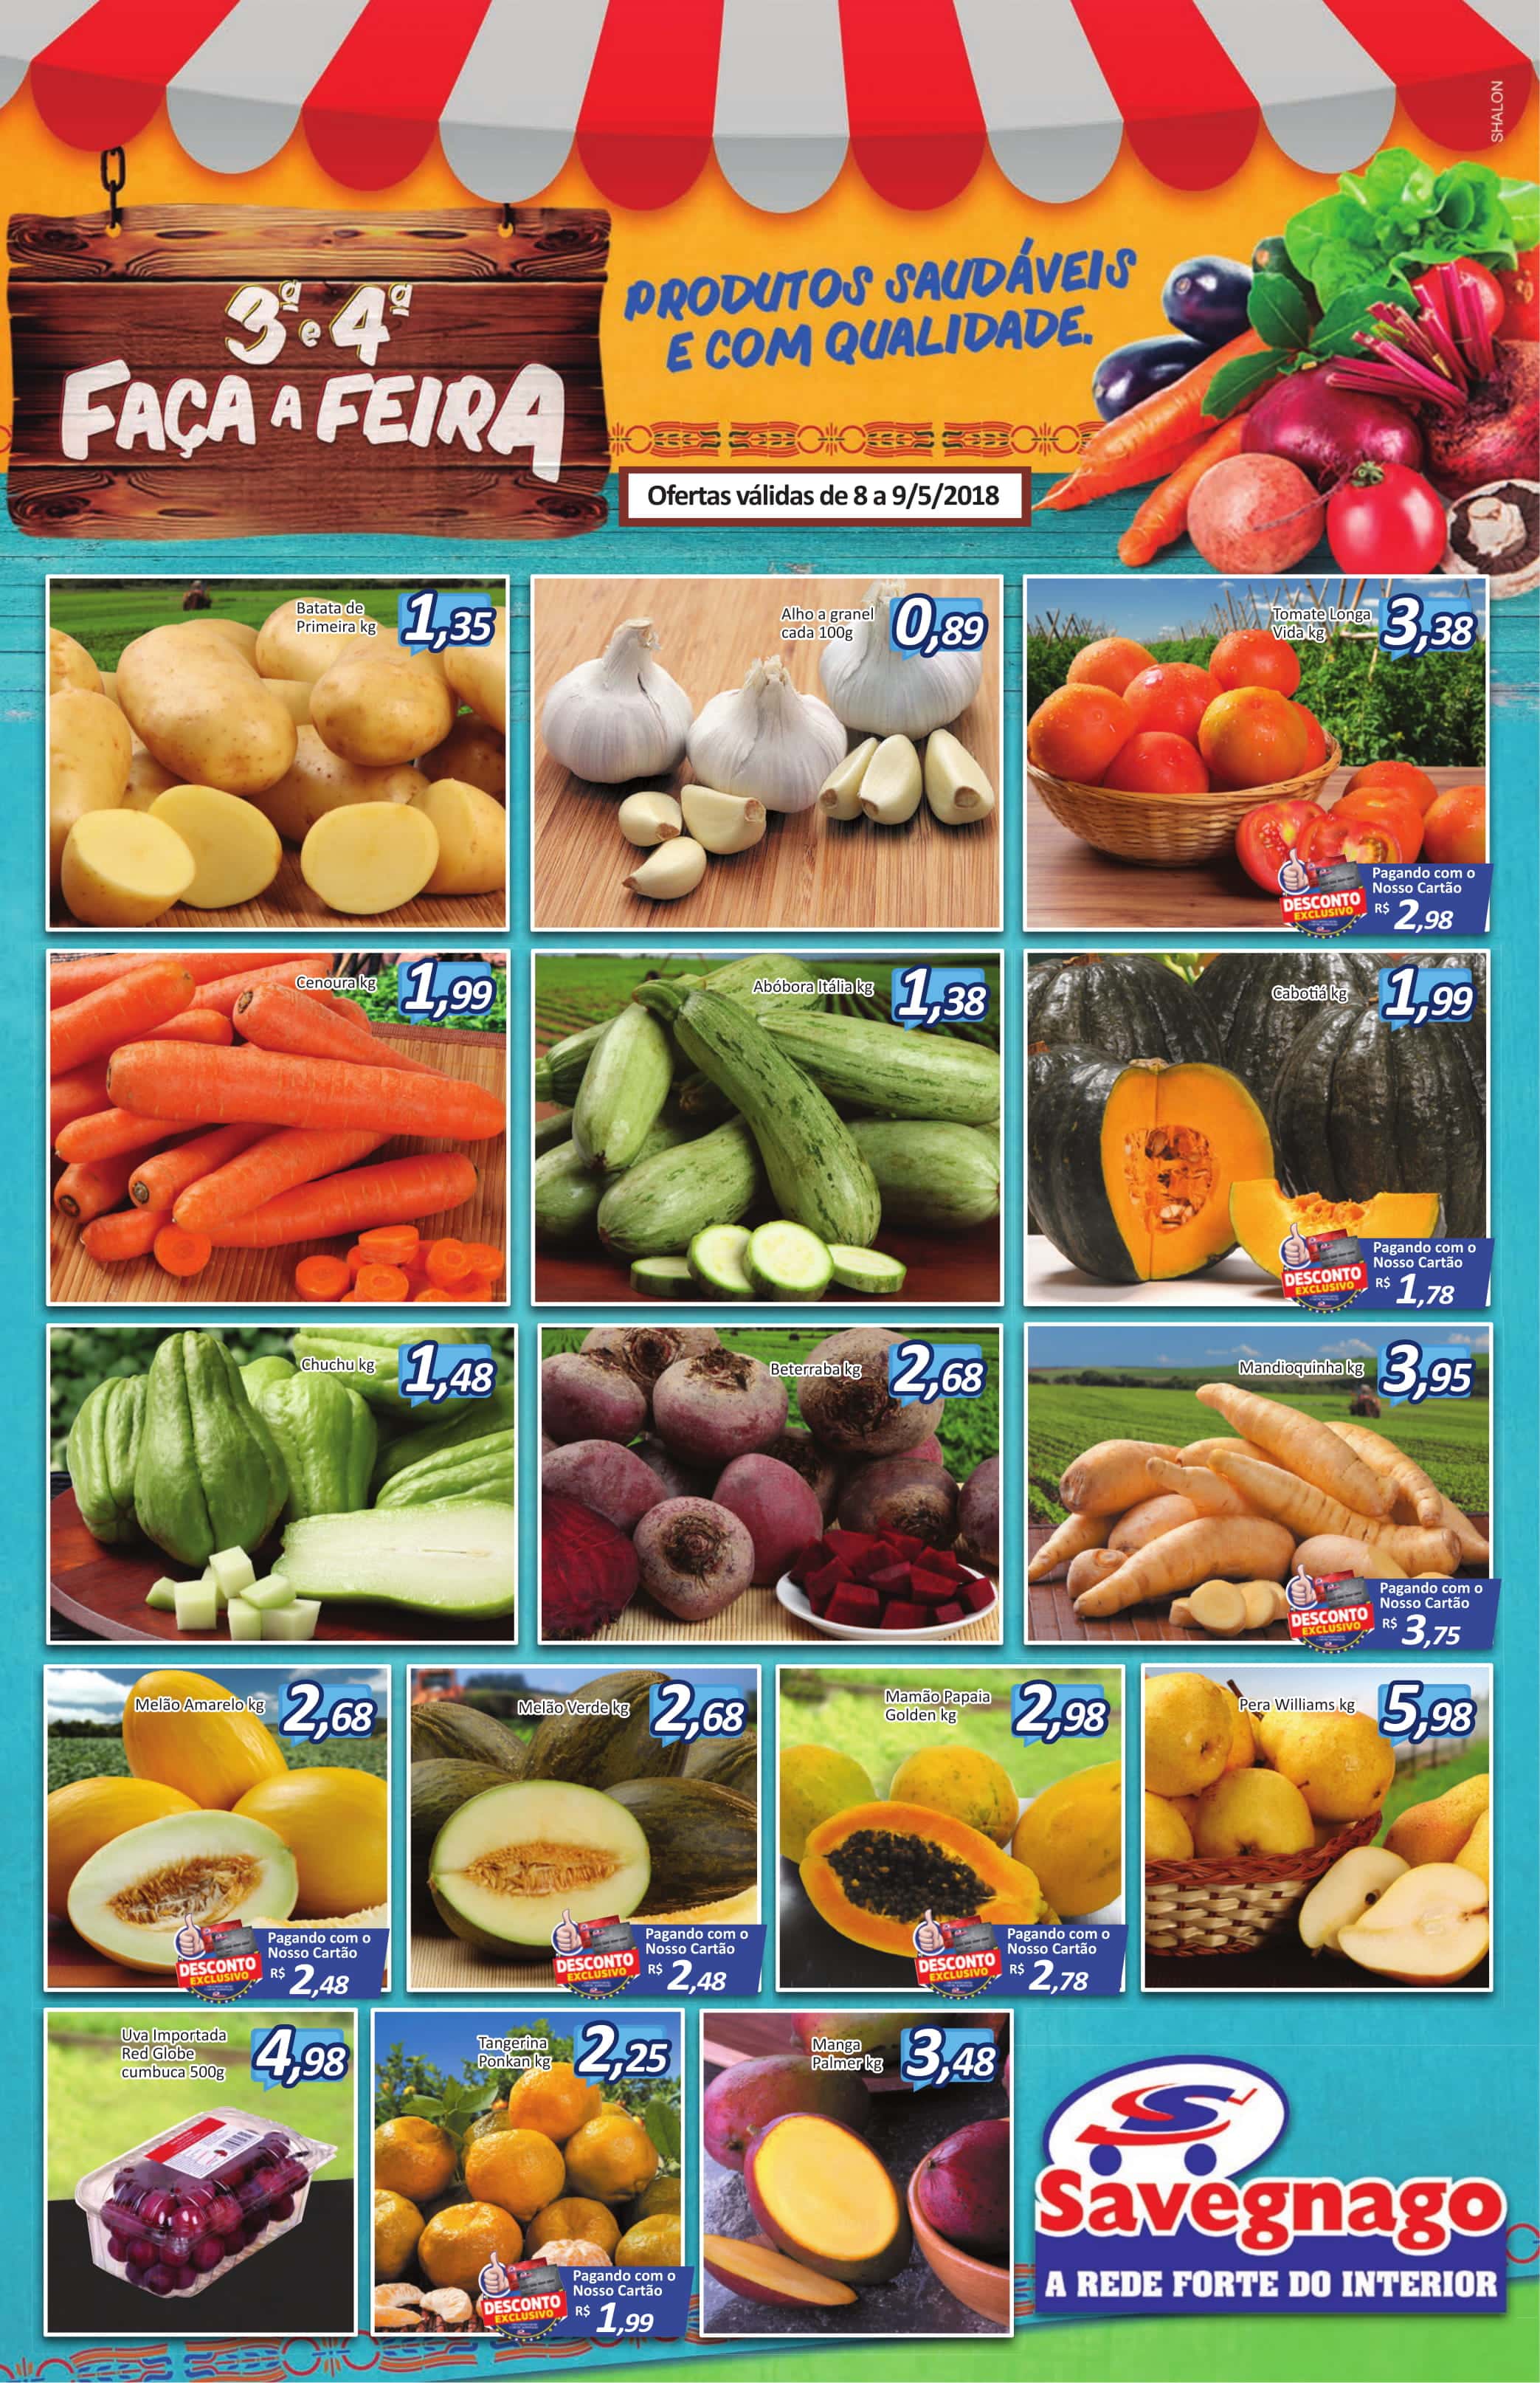 SHALON
3ª e 4ª
FAÇA A FEIRA
PRODUTOS SAUDÁVEIS
E COM QUALIDADE.
Ofertas válidas de 8 a 9/5/2018
Batata de
Primeira kg
1,35
Alho a granel
cada 100g
0,89
Tomate Longa
Vida kg
3,38
DESCONTO
EXCLUSIVO
Pagando com o
Nosso Cartão
R$ 2,98
Cenoura kg
1,99
Abóbora Itália kg
1,38
Cabotiá kg
1,99
DESCONTO
EXCLUSIVO
Pagando com o
Nosso Cartão
R$ 1,78
Chuchu kg
1,48
Beterraba kg
2,68
Mandioquinha kg
3,95
DESCONTO
EXCLUSIVO
Pagando com o
Nosso Cartão
R$ 3,75
Melão Amarelo kg
2,68
DESCONTO
EXCLUSIVO
Pagando com o
Nosso Cartão
R$ 2,48
Melão Verde kg
2,68
DESCONTO
EXCLUSIVO
Pagando com o
Nosso Cartão
R$ 2,48
Mamão Papaia
Golden kg
2,98
DESCONTO
EXCLUSIVO
Pagando com o
Nosso Cartão
R$ 2,78
Pera Williams kg
5,98
Uva Importada
Red Globe
cumbuca 500g
4,98
Tangerina
Ponkan kg
2,25
DESCONTO
EXCLUSIVO
Pagando com o
Nosso Cartão
R$ 1,99
Manga
Palmer kg
3,48
Savegnago
A REDE FORTE DO INTERIOR